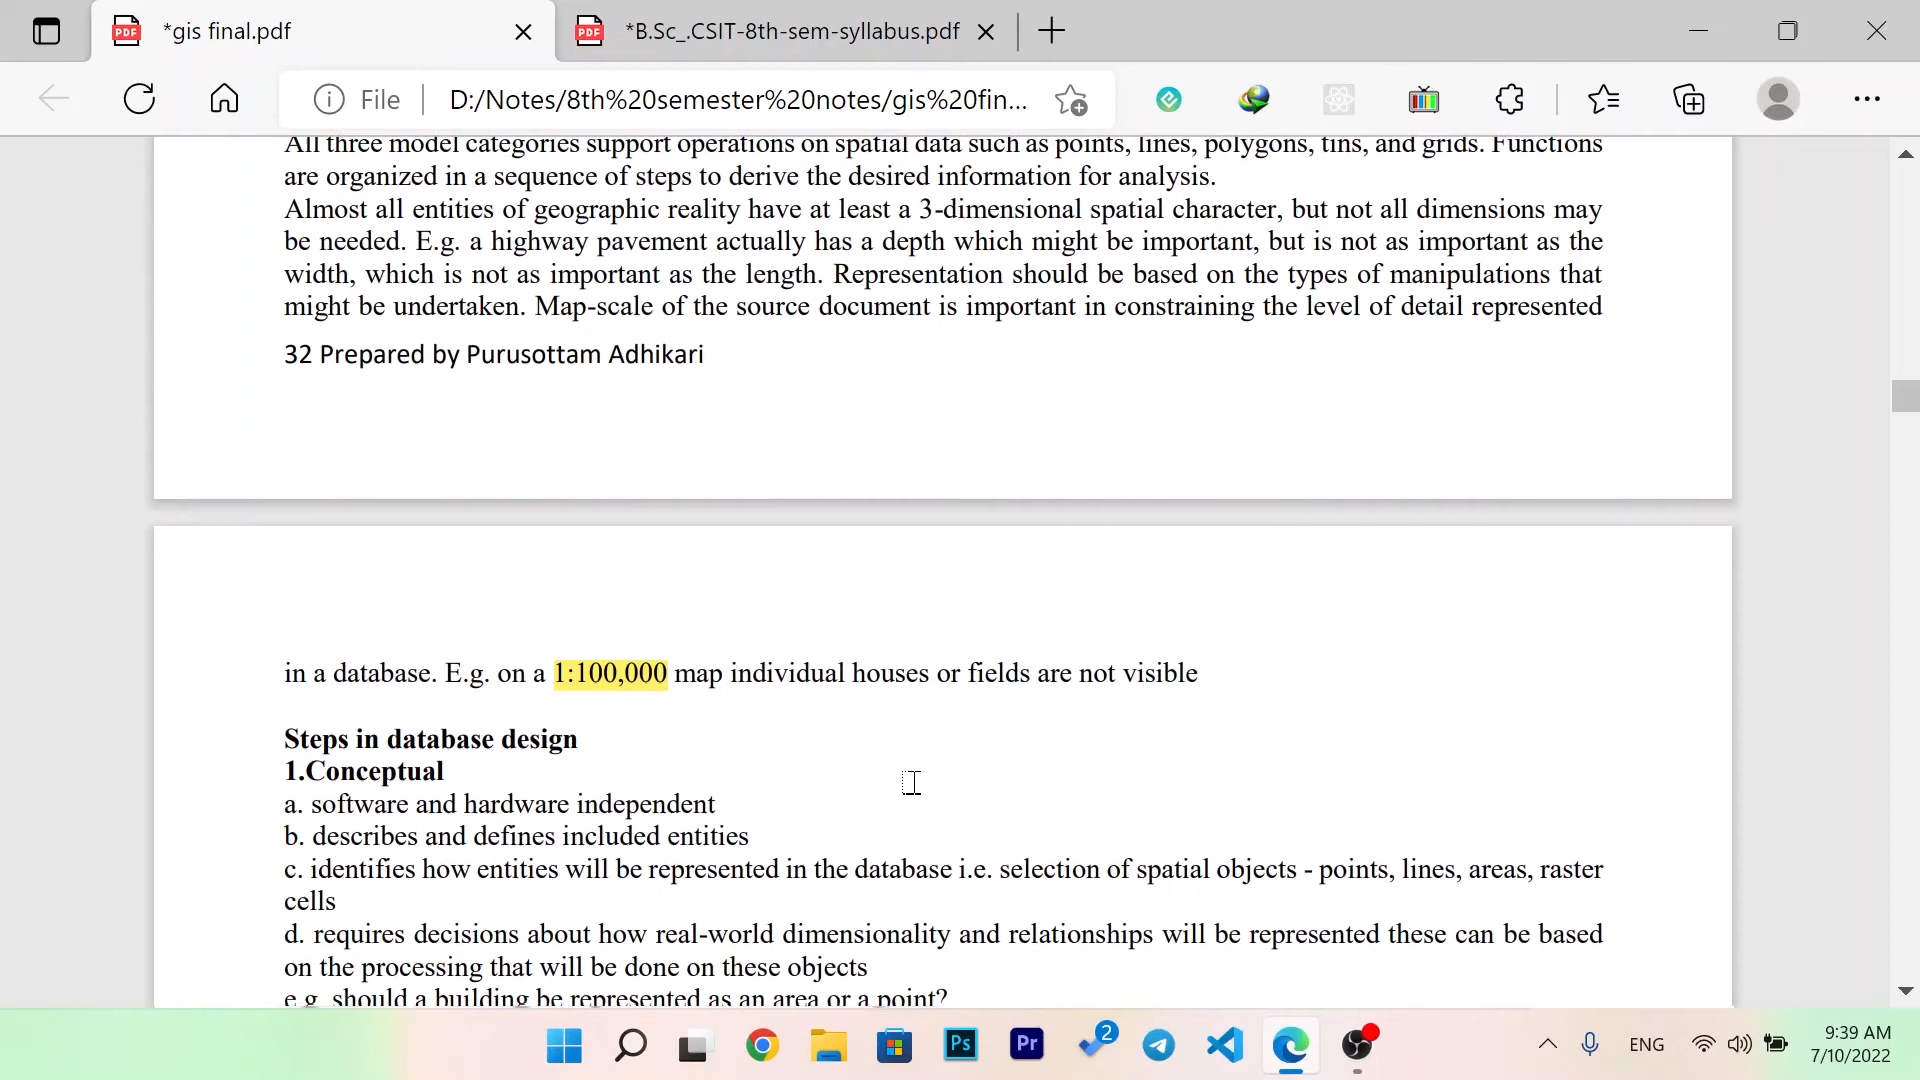 *gis final.pdf
*B.Sc_.CSIT-8th-sem-syllabus.pdf
File
D:/Notes/8th%20semester%20notes/gis%20fin...
All three model categories support operations on spatial data such as points, lines, polygons, tins, and grids. Functions
are organized in a sequence of steps to derive the desired information for analysis.
Almost all entities of geographic reality have at least a 3-dimensional spatial character, but not all dimensions may
be needed. E.g. a highway pavement actually has a depth which might be important, but is not as important as the
width, which is not as important as the length. Representation should be based on the types of manipulations that
might be undertaken. Map-scale of the source document is important in constraining the level of detail represented
32 Prepared by Purusottam Adhikari
in a database. E.g. on a 1:100,000 map individual houses or fields are not visible
Steps in database design
1.Conceptual
a. software and hardware independent
b. describes and defines included entities
c. identifies how entities will be represented in the database i.e. selection of spatial objects - points, lines, areas, raster
cells
d. requires decisions about how real-world dimensionality and relationships will be represented these can be based
on the processing that will be done on these objects
e.g. should a building be represented as an area or a point?
Ps
Pr
2
ENG
9:39 AM
7/10/2022